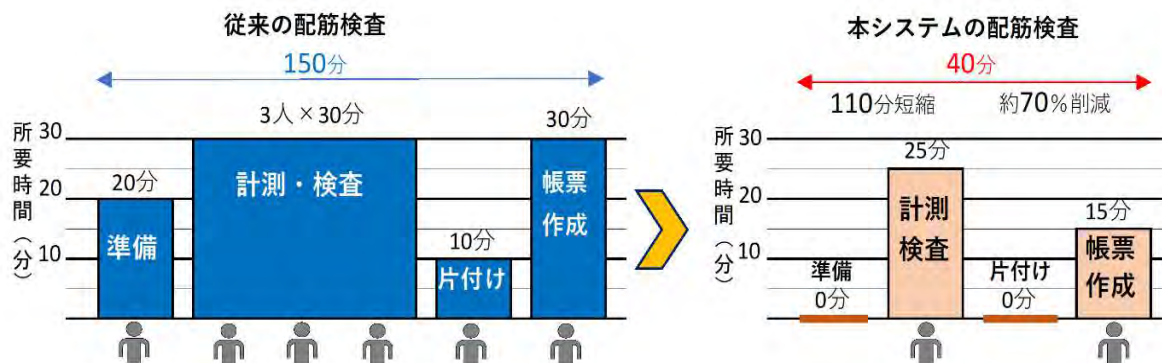 従来の配筋検査
150分
3人×30分
30分
所要時間(分)
30
20
10
20分
準備
計測・検査
10分
片付け
帳票
作成
本システムの配筋検査
40分
110分短縮
約70%削減
所要時間(分)
30
20
10
準備
0分
25分
計測
検査
片付け
0分
15分
帳票
作成